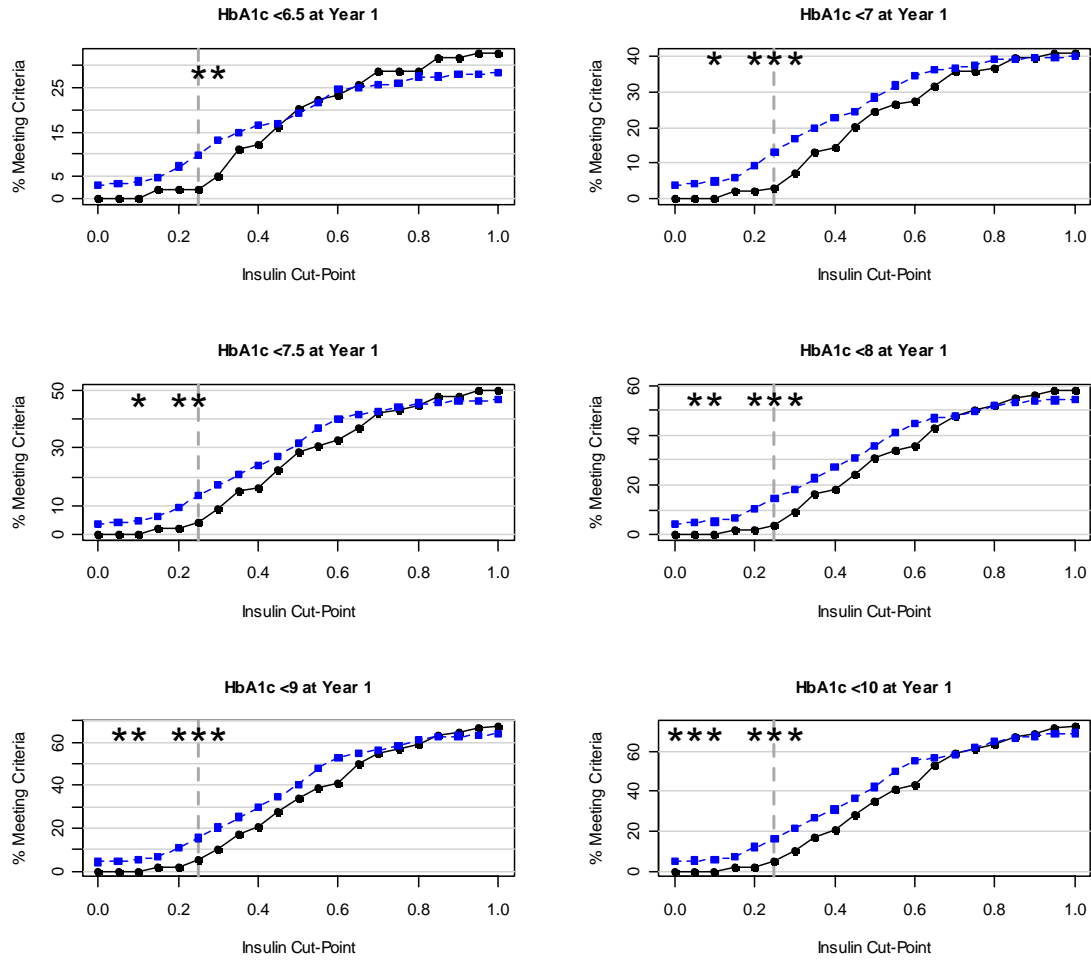 HbA1c <6.5 at Year 1
% Meeting Criteria
0 5 15 25
**
0.0 0.2 0.4 0.6 0.8 1.0
Insulin Cut-Point
HbA1c <7 at Year 1
% Meeting Criteria
0 10 20 30 40
* ***
0.0 0.2 0.4 0.6 0.8 1.0
Insulin Cut-Point
HbA1c <7.5 at Year 1
% Meeting Criteria
0 10 30 50
* **
0.0 0.2 0.4 0.6 0.8 1.0
Insulin Cut-Point
HbA1c <8 at Year 1
% Meeting Criteria
0 20 40 60
** ***
0.0 0.2 0.4 0.6 0.8 1.0
Insulin Cut-Point
HbA1c <9 at Year 1
% Meeting Criteria
0 20 40 60
** ***
0.0 0.2 0.4 0.6 0.8 1.0
Insulin Cut-Point
HbA1c <10 at Year 1
% Meeting Criteria
0 20 40 60
*** ***
0.0 0.2 0.4 0.6 0.8 1.0
Insulin Cut-Point